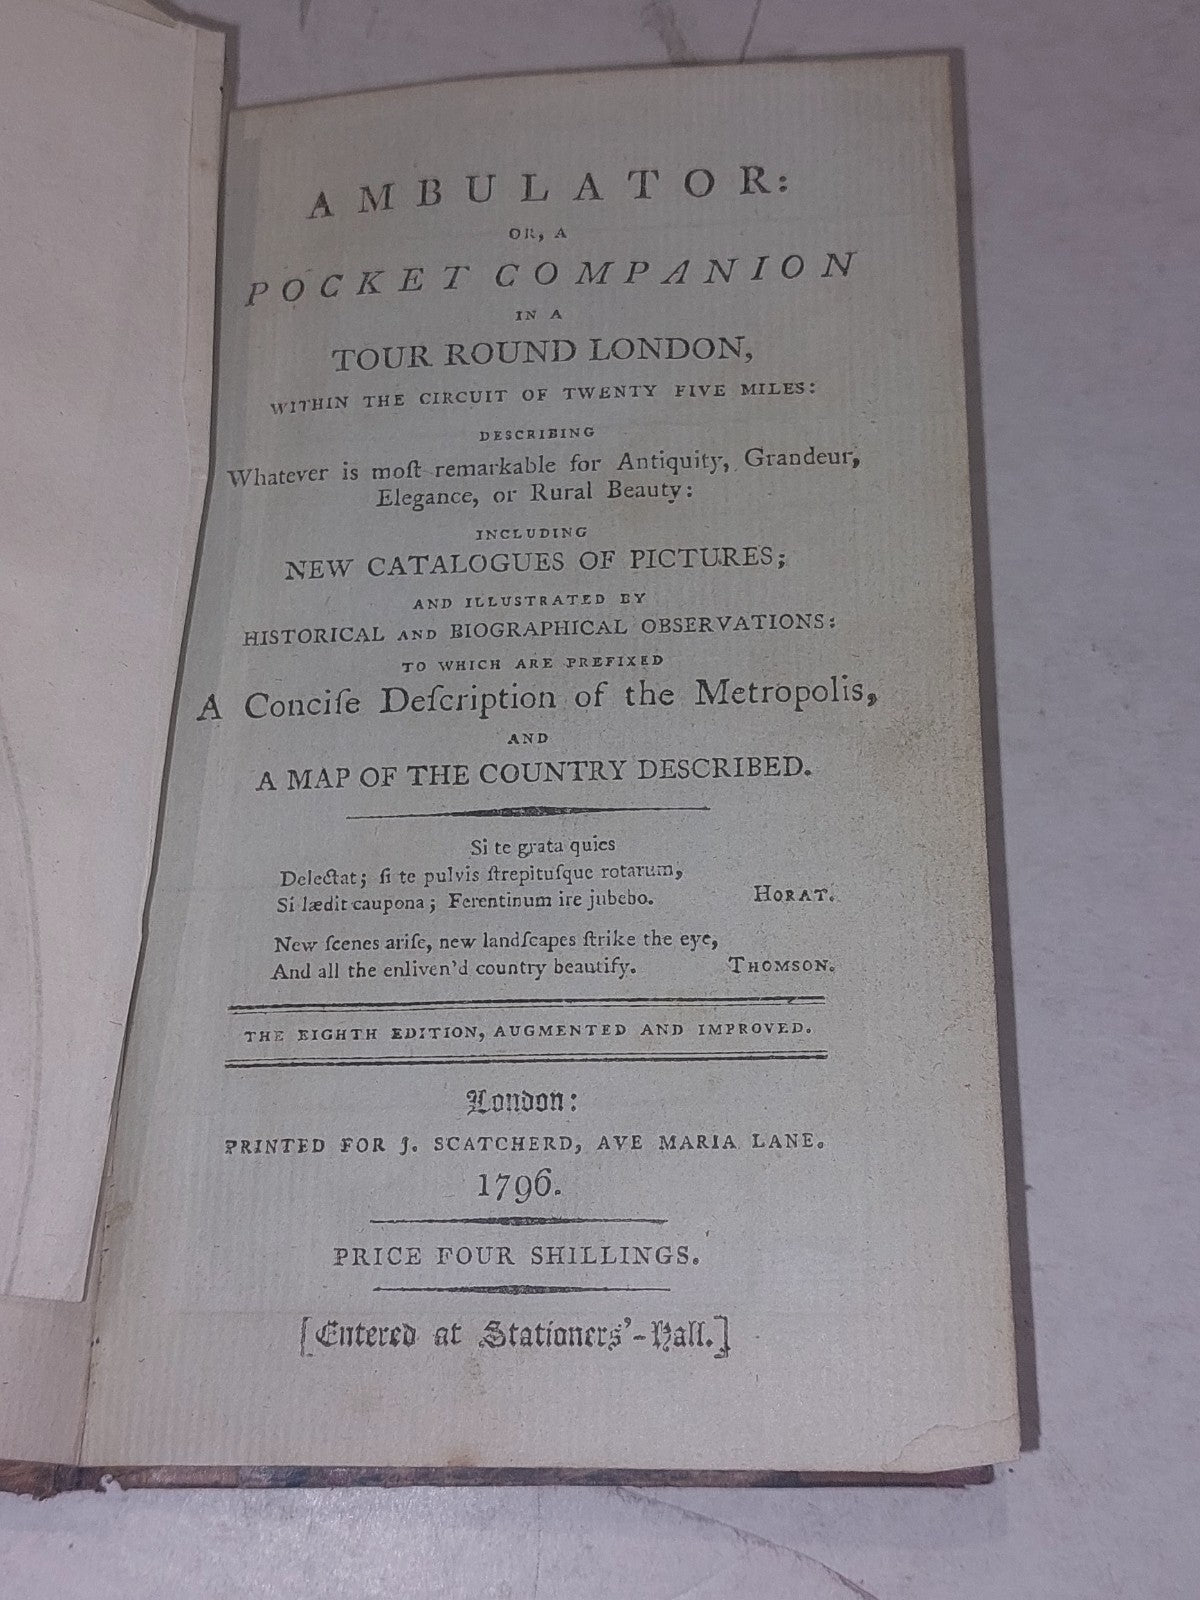 AMBULATOR:
OR, A
POCKET COMPANION
IN A
TOUR ROUND LONDON,
WITHIN THE CIRCUIT OF TWENTY FIVE MILES:
DESCRIBING
Whatever is moſt remarkable for Antiquity, Grandeur,
Elegance, or Rural Beauty:
INCLUDING
NEW CATALOGUES OF PICTURES;
AND ILLUSTRATED BY
HISTORICAL AND BIOGRAPHICAL OBSERVATIONS:
TO WHICH ARE PREFIXED
A Conciſe Deſcription of the Metropolis,
AND
A MAP OF THE COUNTRY DESCRIBED.
Si te grata quies
Delectat; ſi te pulvis ſtrepituſque rotarum,
Si lædit caupona; Ferentinum ire jubebo. HORAT.
New ſcenes ariſe, new landſcapes ſtrike the eye,
And all the enliven'd country beautify. THOMSON.
THE EIGHTH EDITION, AUGMENTED AND IMPROVED.
London:
PRINTED FOR J. SCATCHERD, AVE MARIA LANE.
1796.
PRICE FOUR SHILLINGS.
[Entered at Stationers'-Hall.]